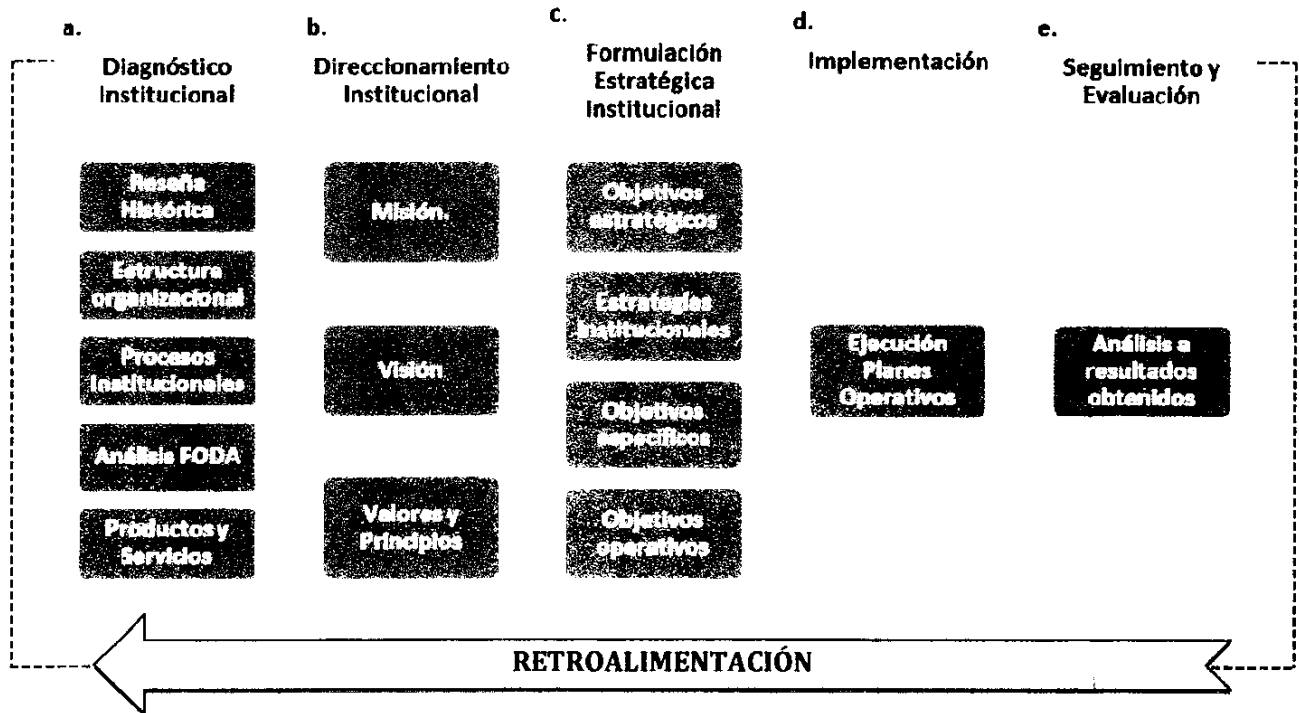 a.
Diagnóstico
Institucional
Reseña
Histórica
Estructura
organizacional
Procesos
Institucionales
Análisis FODA
Productos y
Servicios
b.
Direccionamiento
Institucional
Misión.
Visión
Valores y
Principios
c.
Formulación
Estratégica
Institucional
Objetivos
estratégicos
Estrategias
Institucionales
Objetivos
específicos
Objetivos
operativos
d.
Implementación
Ejecución
Planes
Operativos
e.
Seguimiento y
Evaluación
Análisis a
resultados
obtenidos
RETROALIMENTACIÓN